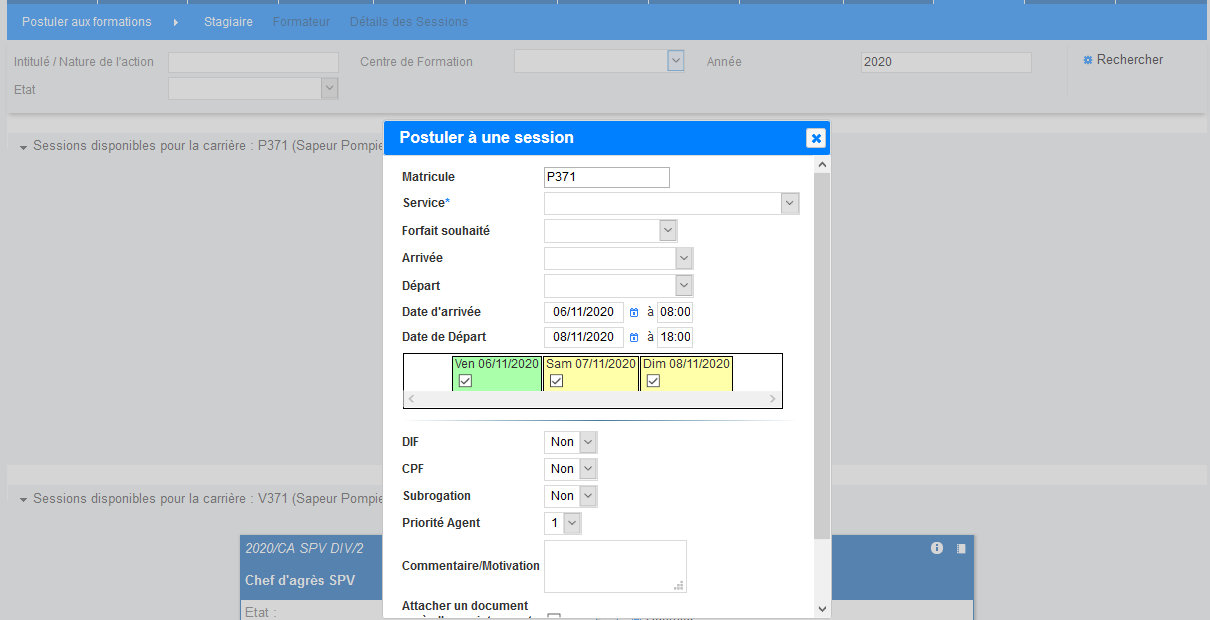 Postuler aux formations Stagiaire Formateur Détails des Sessions
Intitulé / Nature de l'action Centre de Formation Année 2020 Rechercher
Etat
Postuler à une session
Sessions disponibles pour la carrière : P371 (Sapeur Pompie
Matricule P371
Service*
Forfait souhaité
Arrivée
Départ
Date d'arrivée 06/11/2020 à 08:00
Date de Départ 08/11/2020 à 18:00
Ven 06/11/2020 Sam 07/11/2020 Dim 08/11/2020
DIF Non
CPF Non
Subrogation Non
Sessions disponibles pour la carrière : V371 (Sapeur Pompie
Priorité Agent 1
2020/CA SPV DIV/2
Commentaire/Motivation
Chef d'agrès SPV
Attacher un document
Etat :